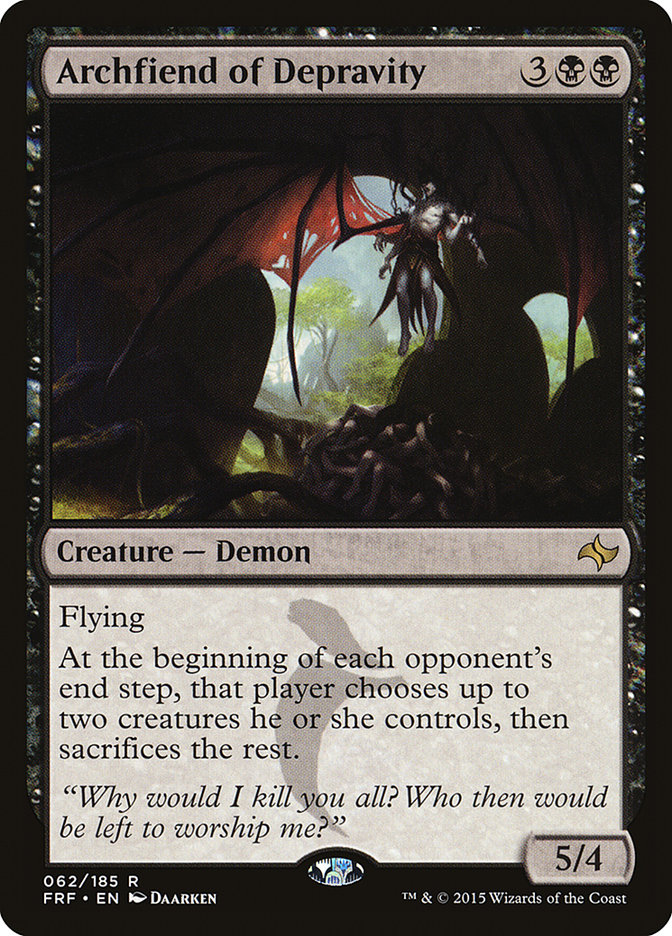 Archfiend of Depravity 3
Creature — Demon
Flying
At the beginning of each opponent's
end step, that player chooses up to
two creatures he or she controls, then
sacrifices the rest.
“Why would I kill you all? Who then would
be left to worship me?”
5/4
062/185 R
FRF • EN Daarken
™ & © 2015 Wizards of the Coast